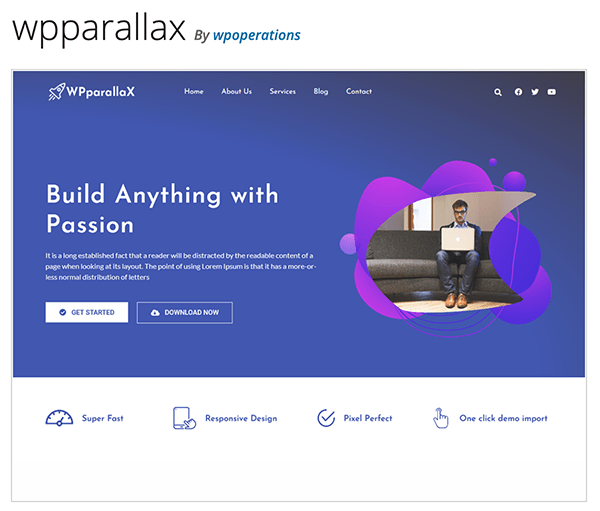 wpparallax By wpoperations
WPparallaX
Home About Us Services Blog Contact
Build Anything with
Passion
It is a long established fact that a reader will be distracted by the readable content of a
page when looking at its layout. The point of using Lorem Ipsum is that it has a more-or-
less normal distribution of letters
GET STARTED DOWNLOAD NOW
Super Fast Responsive Design Pixel Perfect One click demo import